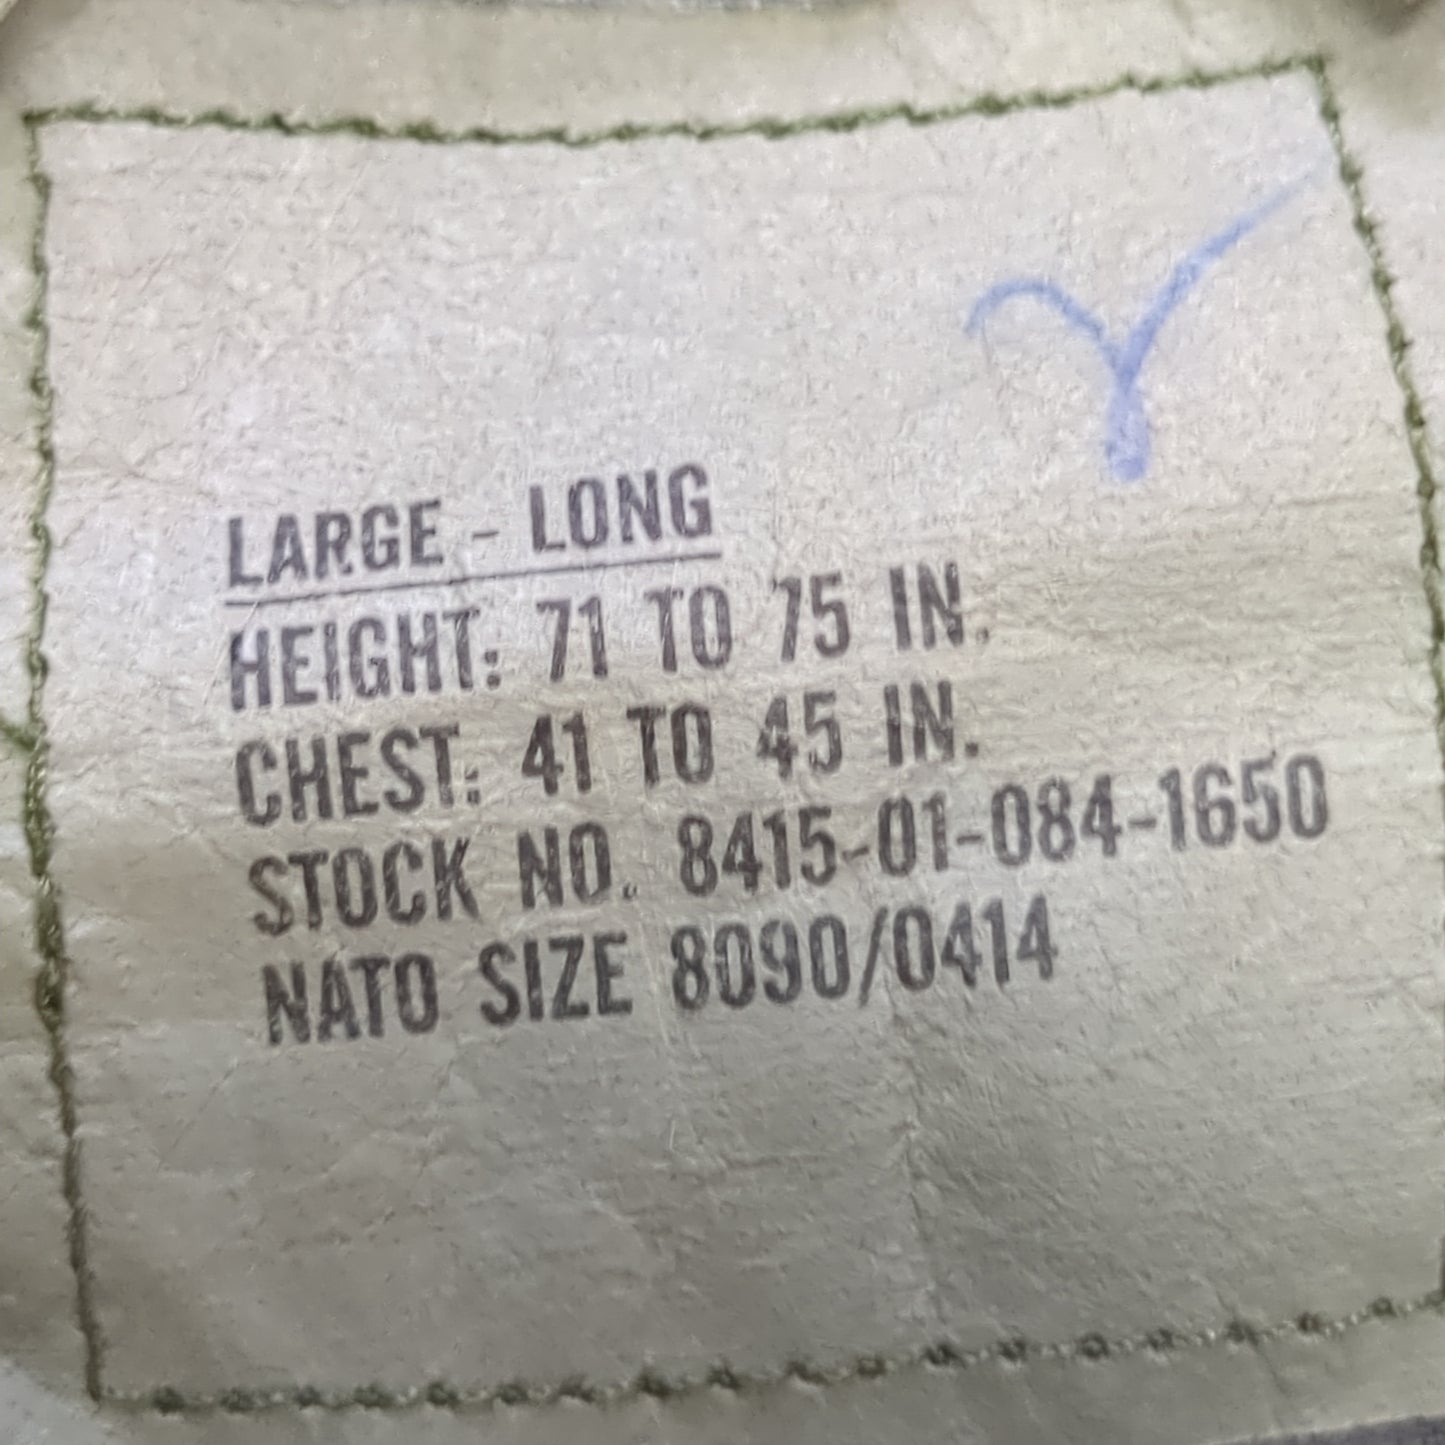 LARGE - LONG
HEIGHT: 71 TO 75 IN.
CHEST: 41 TO 45 IN.
STOCK NO. 8415-01-084-1650
NATO SIZE 8090/0414